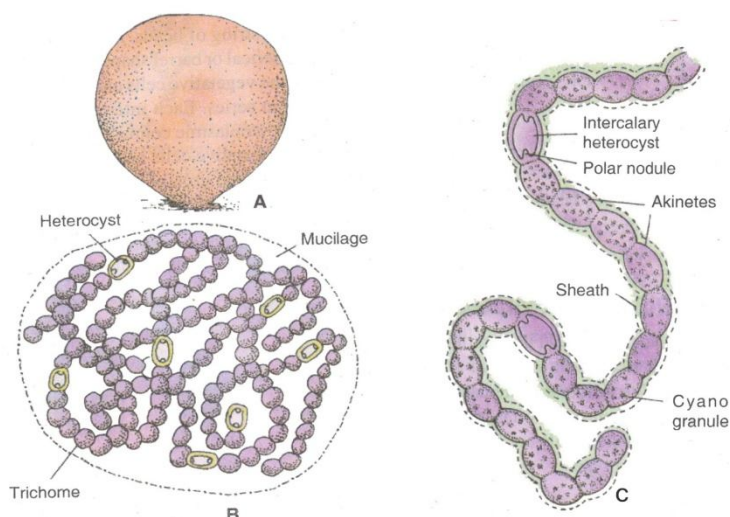 A
Heterocyst
Mucilage
Trichome
B
Intercalary
heterocyst
Polar nodule
Akinetes
Sheath
Cyano
granule
C